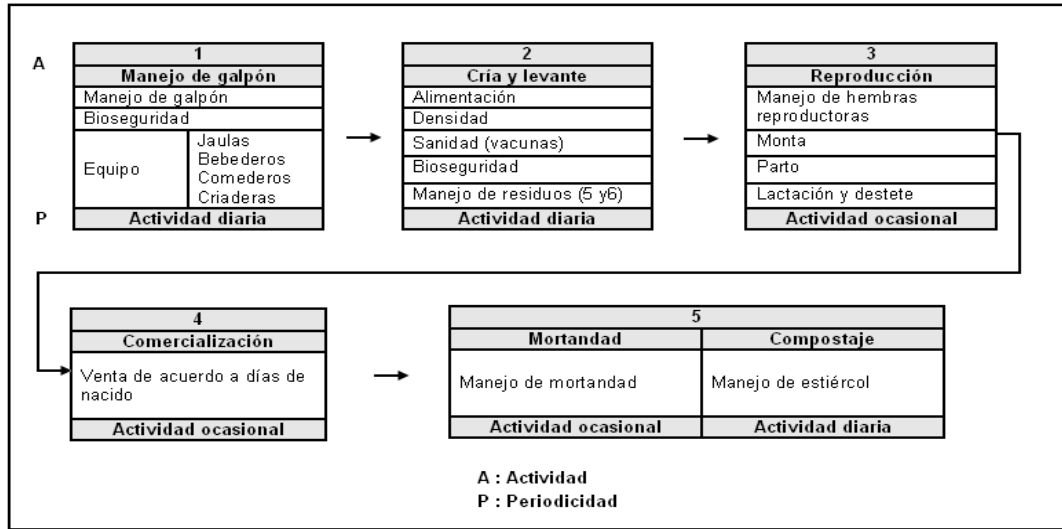 A
1
Manejo de galpón
Manejo de galpón
Bioseguridad
Equipo
Jaulas
Bebederos
Comederos
Criaderas
P
Actividad diaria
2
Cría y levante
Alimentación
Densidad
Sanidad (vacunas)
Bioseguridad
Manejo de residuos (5 y6)
Actividad diaria
3
Reproducción
Manejo de hembras
reproductoras
Monta
Parto
Lactación y destete
Actividad ocasional
4
Comercialización
Venta de acuerdo a días de
nacido
Actividad ocasional
5
Mortandad
Manejo de mortandad
Actividad ocasional
Compostaje
Manejo de estiércol
Actividad diaria
A : Actividad
P : Periodicidad